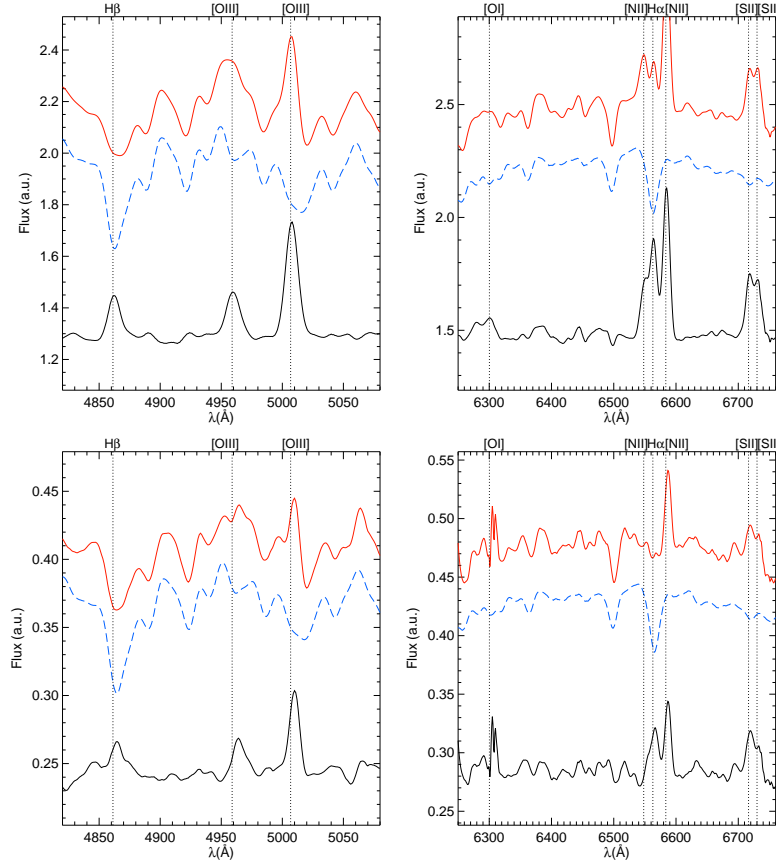 Hβ [OIII] [OIII] [NII] Hα [NII] [SII] [SII
[OI]
2.4
2.2
2.0
1.8
1.6
1.4
1.2
Flux (a.u.)
4850 4900 4950 5000 5050
λ(Å)
2.5
2.0
1.5
Flux (a.u.)
6300 6400 6500 6600 6700
λ(Å)
Hβ [OIII] [OIII]
0.45
0.40
0.35
0.30
0.25
Flux (a.u.)
4850 4900 4950 5000 5050
λ(Å)
[OI] [NII] Hα [NII] [SII] [SII
0.55
0.50
0.45
0.40
0.35
0.30
0.25
Flux (a.u.)
6300 6400 6500 6600 6700
λ(Å)